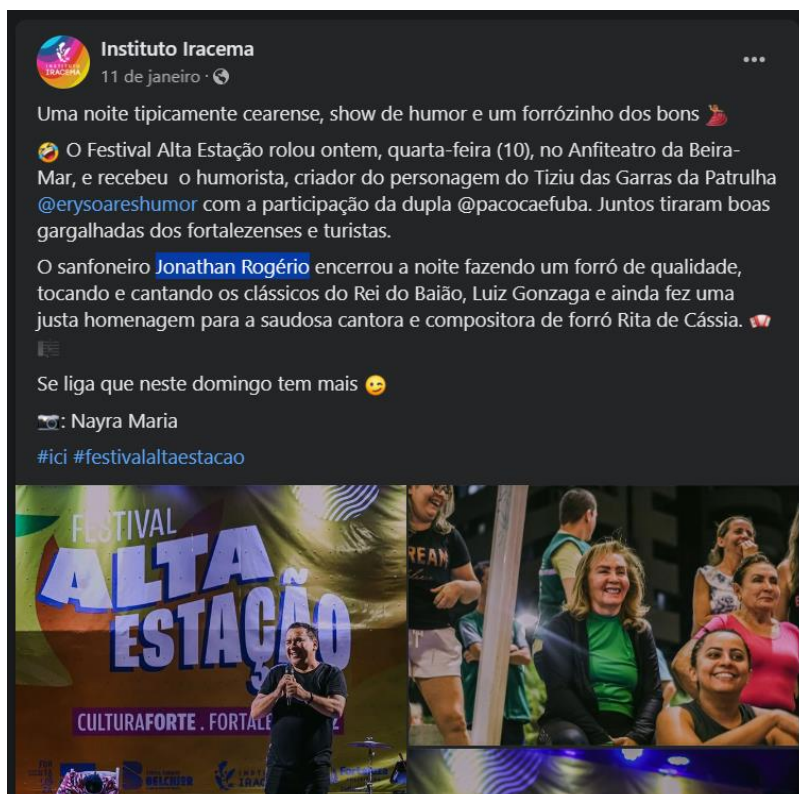 Instituto Iracema
11 de janeiro ·
Uma noite tipicamente cearense, show de humor e um forrózinho dos bons 💃
🤣 O Festival Alta Estação rolou ontem, quarta-feira (10), no Anfiteatro da Beira-
Mar, e recebeu o humorista, criador do personagem do Tiziu das Garras da Patrulha
@erysoareshumor com a participação da dupla @pacocaefuba. Juntos tiraram boas
gargalhadas dos fortalezenses e turistas.
O sanfoneiro Jonathan Rogério encerrou a noite fazendo um forró de qualidade,
tocando e cantando os clássicos do Rei do Baião, Luiz Gonzaga e ainda fez uma
justa homenagem para a saudosa cantora e compositora de forró Rita de Cássia. 🪗
🎼
Se liga que neste domingo tem mais 😉
📷: Nayra Maria
#ici #festivalaltaestacao
FESTIVAL
ALTA
ESTAÇÃO
CULTURAFORTE . FORTALE
BELCHIOR